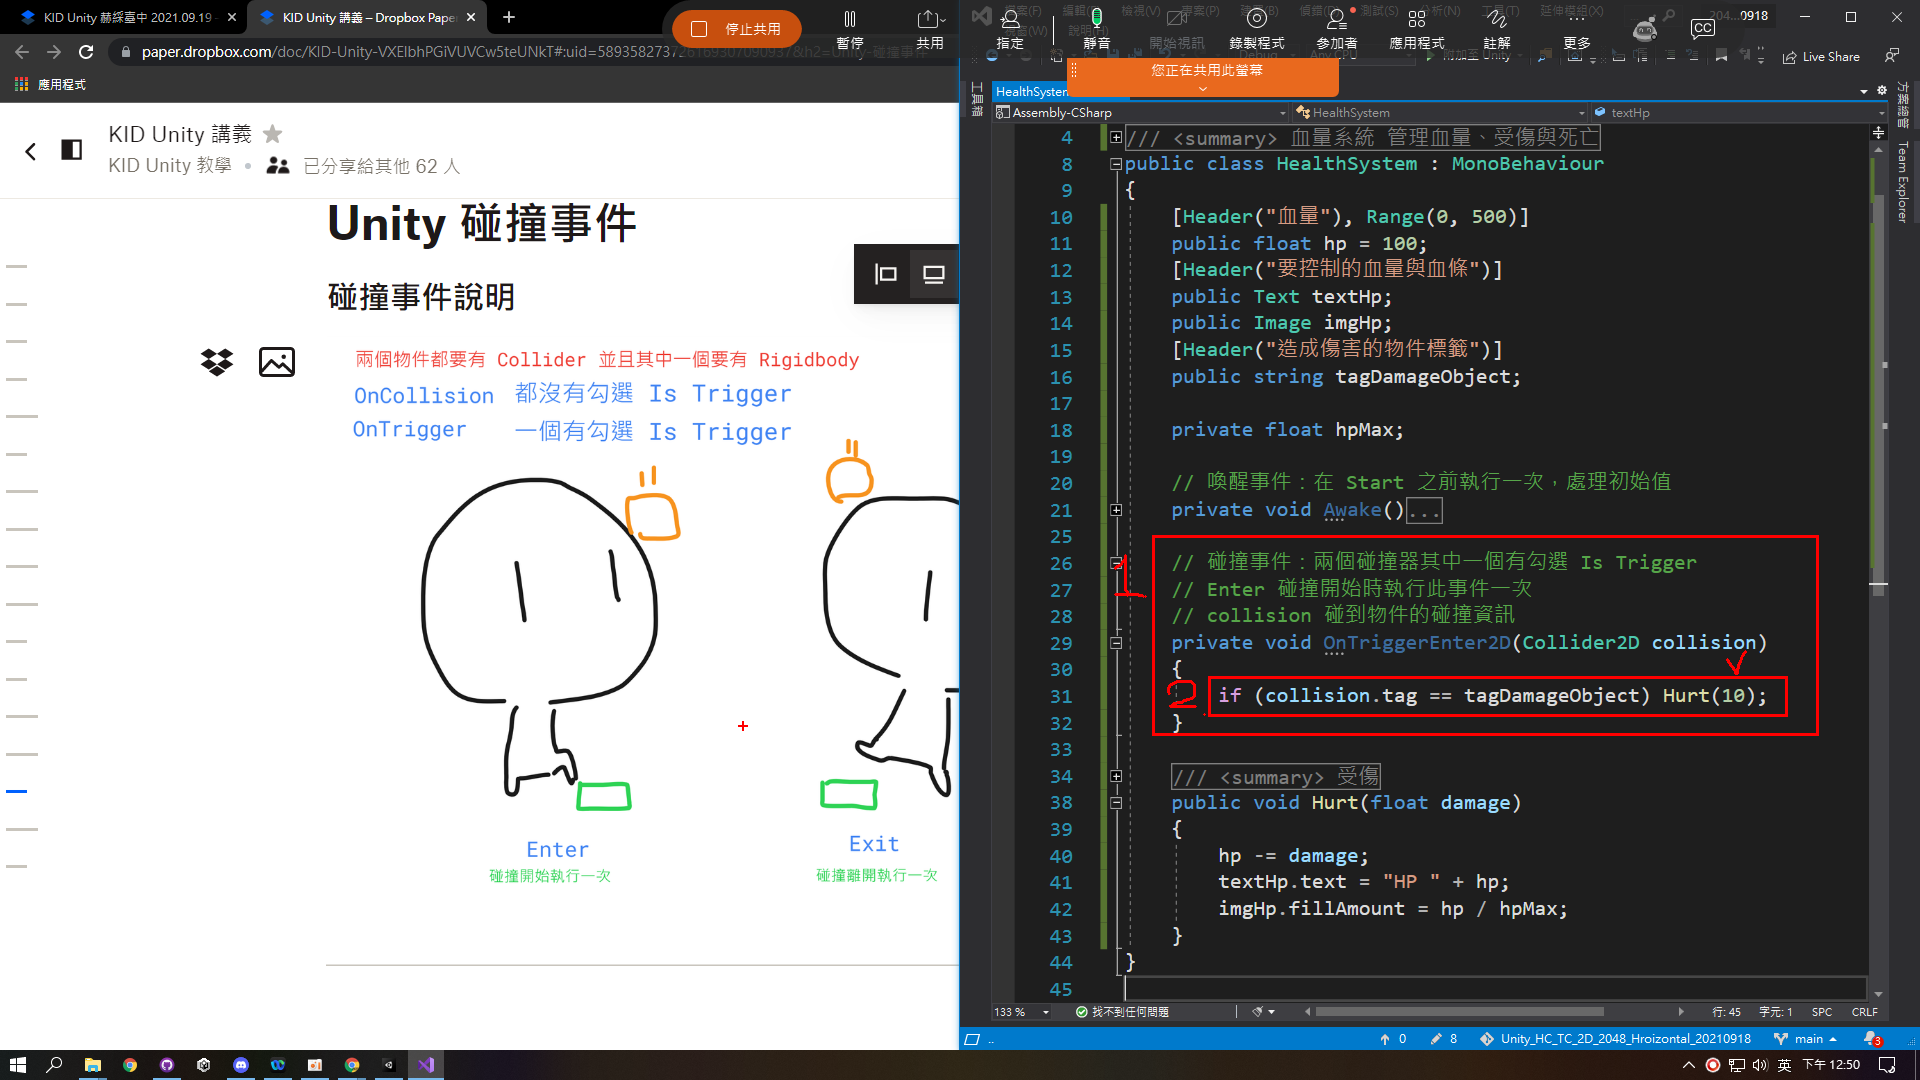 KID Unity 赫綵臺中 2021.09.19 -
KID Unity 講義 – Dropbox Paper
停止共用
暫停
共用
指定
靜音
開始視訊
錄製程式
參加者
應用程式
註解
更多
CC
0918
您正在共用此螢幕
Live Share
paper.dropbox.com/doc/KID-Unity-VXEIbhPGiVUVCw5teUNkT#:uid=
應用程式
KID Unity 講義
KID Unity 教學
已分享給其他 62 人
Unity 碰撞事件
碰撞事件說明
兩個物件都要有 Collider 並且其中一個要有 Rigidbody
OnCollision 都沒有勾選 Is Trigger
OnTrigger 一個有勾選 Is Trigger
Enter
碰撞開始執行一次
Exit
碰撞離開執行一次
工具箱
HealthSystem
Assembly-CSharp
HealthSystem
textHp
方案總管
Team Explorer
4 /// <summary> 血量系統 管理血量、受傷與死亡
8 public class HealthSystem : MonoBehaviour
9 {
10 [Header("血量"), Range(0, 500)]
11 public float hp = 100;
12 [Header("要控制的血量與血條")]
13 public Text textHp;
14 public Image imgHp;
15 [Header("造成傷害的物件標籤")]
16 public string tagDamageObject;
17
18 private float hpMax;
19
20 // 喚醒事件：在 Start 之前執行一次，處理初始值
21 private void Awake()...
25
26 // 碰撞事件：兩個碰撞器其中一個有勾選 Is Trigger
27 // Enter 碰撞開始時執行此事件一次
28 // collision 碰到物件的碰撞資訊
29 private void OnTriggerEnter2D(Collider2D collision)
30 {
31 if (collision.tag == tagDamageObject) Hurt(10);
32 }
33
34 /// <summary> 受傷
38 public void Hurt(float damage)
39 {
40 hp -= damage;
41 textHp.text = "HP " + hp;
42 imgHp.fillAmount = hp / hpMax;
43 }
44 }
45
1
2
133 %
找不到任何問題
行: 45
字元: 1
SPC
CRLF
0
8
Unity_HC_TC_2D_2048_Hroizontal_20210918
main
3
英
下午 12:50